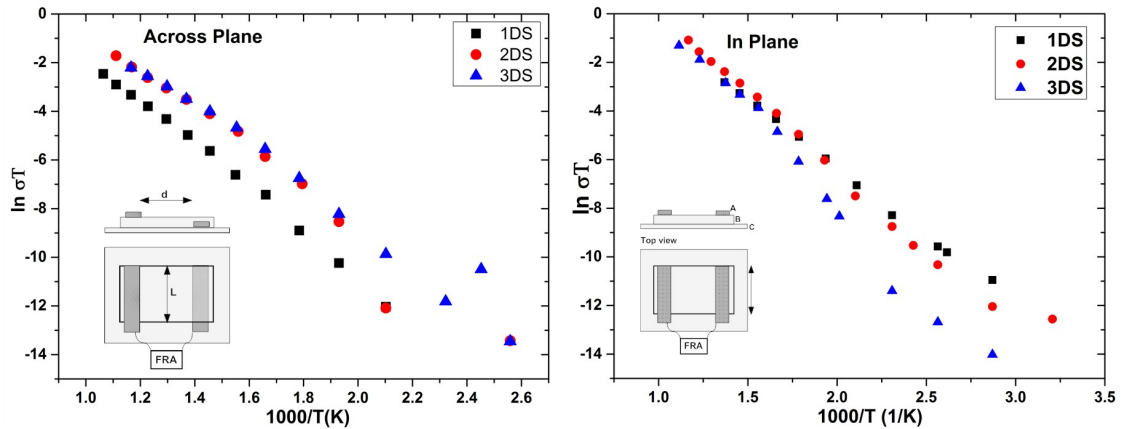 0
-2
-4
-6
-8
-10
-12
-14
ln σT
Across Plane
1DS
2DS
3DS
d
L
FRA
1.0 1.2 1.4 1.6 1.8 2.0 2.2 2.4 2.6
1000/T(K)
0
-2
-4
-6
-8
-10
-12
-14
ln σT
In Plane
1DS
2DS
3DS
A
B
C
Top view
FRA
1.0 1.5 2.0 2.5 3.0 3.5
1000/T (1/K)